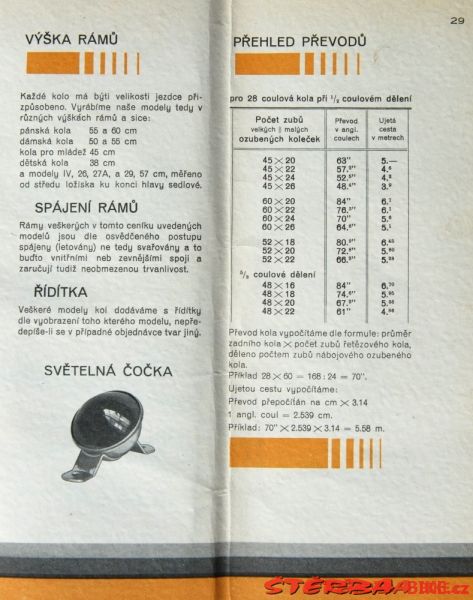 29
VÝŠKA RÁMŮ
Každé kolo má býti velikosti jezdce při-
způsobeno. Vyrábíme naše modely tedy v
různých výškách rámů a sice:
pánská kola 55 a 60 cm
dámská kola 50 a 55 cm
kola pro mládež 45 cm
dětská kola 38 cm
a modely IV, 26, 27A, a 29, 57 cm, měřeno
od středu ložiska ku konci hlavy sedlové.
SPÁJENÍ RÁMŮ
Rámy veškerých v tomto ceníku uvedených
modelů jsou dle osvědčeného postupu
spájeny (letovány) ne tedy svařovány a to
buďto vnitřními neb zevnějšími spoji a
zaručují tudíž neobmezenou trvanlivost.
ŘÍDÍTKA
Veškeré modely kol dodáváme s řídítky
dle vyobrazení toho kterého modelu, nepře-
depíše-li se v případné objednávce tvar jiný.
SVĚTELNÁ ČOČKA
PŘEHLED PŘEVODŮ
pro 28 coulová kola při ½ coulovém dělení
Počet zubů Převod Ujetá
velkých || malých v angl. cesta
ozubených koleček coulech v metrech
45 × 20 63" 5.—
45 × 22 57.
45 × 24 52.
45 × 26 48.
60 × 20 84"
60 × 22 76.
60 × 24 70"
60 × 26 64.
52 × 18 80.
52 × 20 72.
52 × 22 66.
⅝ coulové dělení
48 × 16 84" 6.70
48 × 18 74. 5.95
48 × 20 67.
48 × 22 61"
Převod kola vypočítáme dle formule: průměr
zadního kola × počet zubů řetězového kola,
děleno počtem zubů nábojového ozubeného
kola.
Příklad 28 × 60 = 168 : 24 = 70".
Ujetou cestu vypočítáme:
Převod přepočítán na cm × 3.14
1 angl. coul = 2.539 cm.
Příklad: 70" × 2.539 × 3.14 = 5.58 m.
ŠTĚRBA BIKE.cz